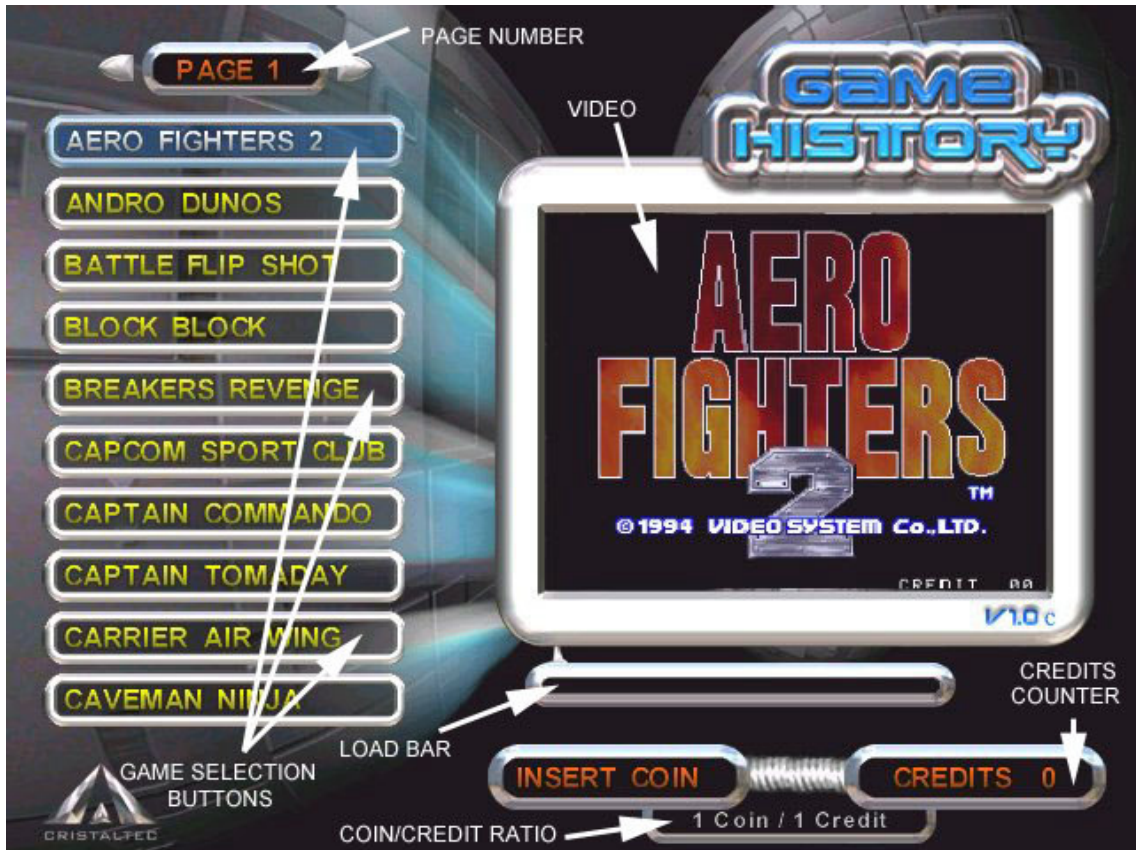 PAGE NUMBER
PAGE 1
VIDEO
GAME
HISTORY
AERO FIGHTERS 2
ANDRO DUNOS
BATTLE FLIP SHOT
BLOCK BLOCK
BREAKERS REVENGE
CAPCOM SPORT CLUB
CAPTAIN COMMANDO
CAPTAIN TOMADAY
CARRIER AIR WING
CAVEMAN NINJA
AERO
FIGHTERS
2
TM
©1994 VIDEO SYSTEM Co.,LTD.
CREDIT 00
V1.0 c
CREDITS
COUNTER
LOAD BAR
GAME SELECTION
BUTTONS
INSERT COIN
CREDITS 0
1 Coin / 1 Credit
COIN/CREDIT RATIO
CRISTALTEC